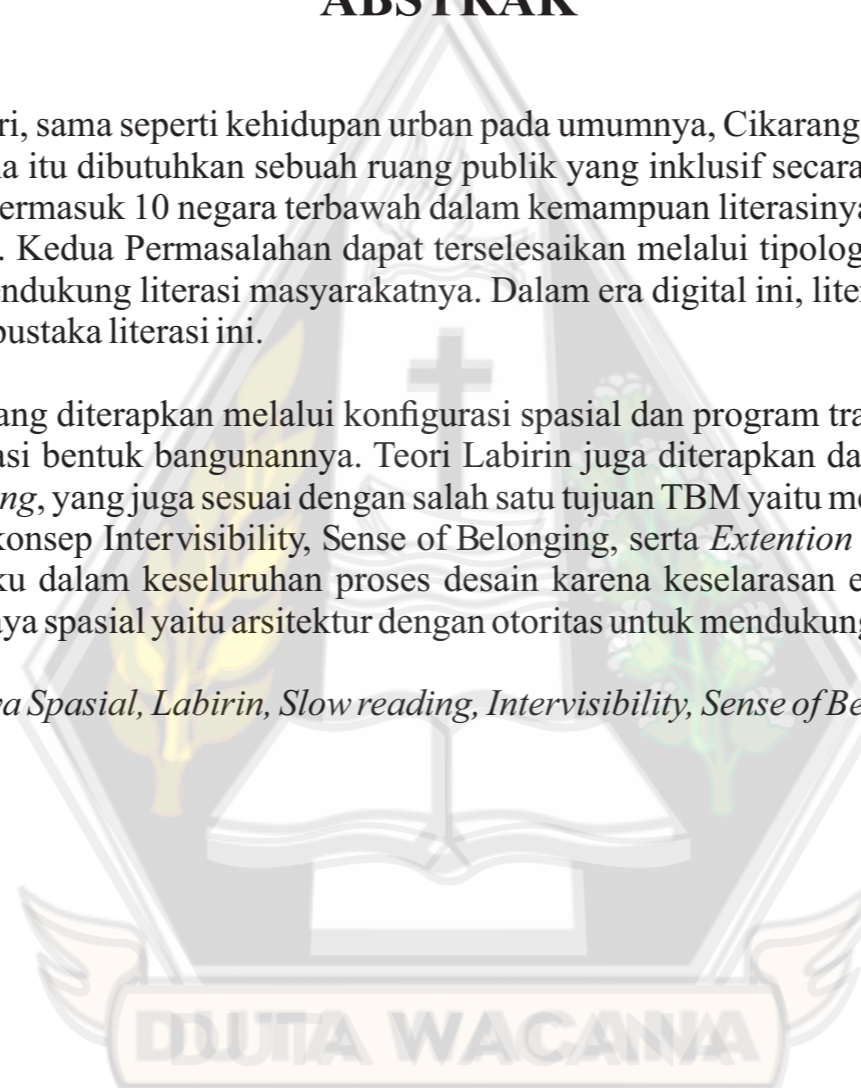 ABSTRAK
ri, sama seperti kehidupan urban pada umumnya, Cikarang
a itu dibutuhkan sebuah ruang publik yang inklusif secara
ermasuk 10 negara terbawah dalam kemampuan literasinya
. Kedua Permasalahan dapat terselesaikan melalui tipolog
endukung literasi masyarakatnya. Dalam era digital ini, liter
pustaka literasi ini.
ang diterapkan melalui konfigurasi spasial dan program tra
asi bentuk bangunannya. Teori Labirin juga diterapkan da
ng, yang juga sesuai dengan salah satu tujuan TBM yaitu me
konsep Intervisibility, Sense of Belonging, serta Extention
ku dalam keseluruhan proses desain karena keselarasan e
aya spasial yaitu arsitektur dengan otoritas untuk mendukung
a Spasial, Labirin, Slow reading, Intervisibility, Sense of Be
DUTA WACANA